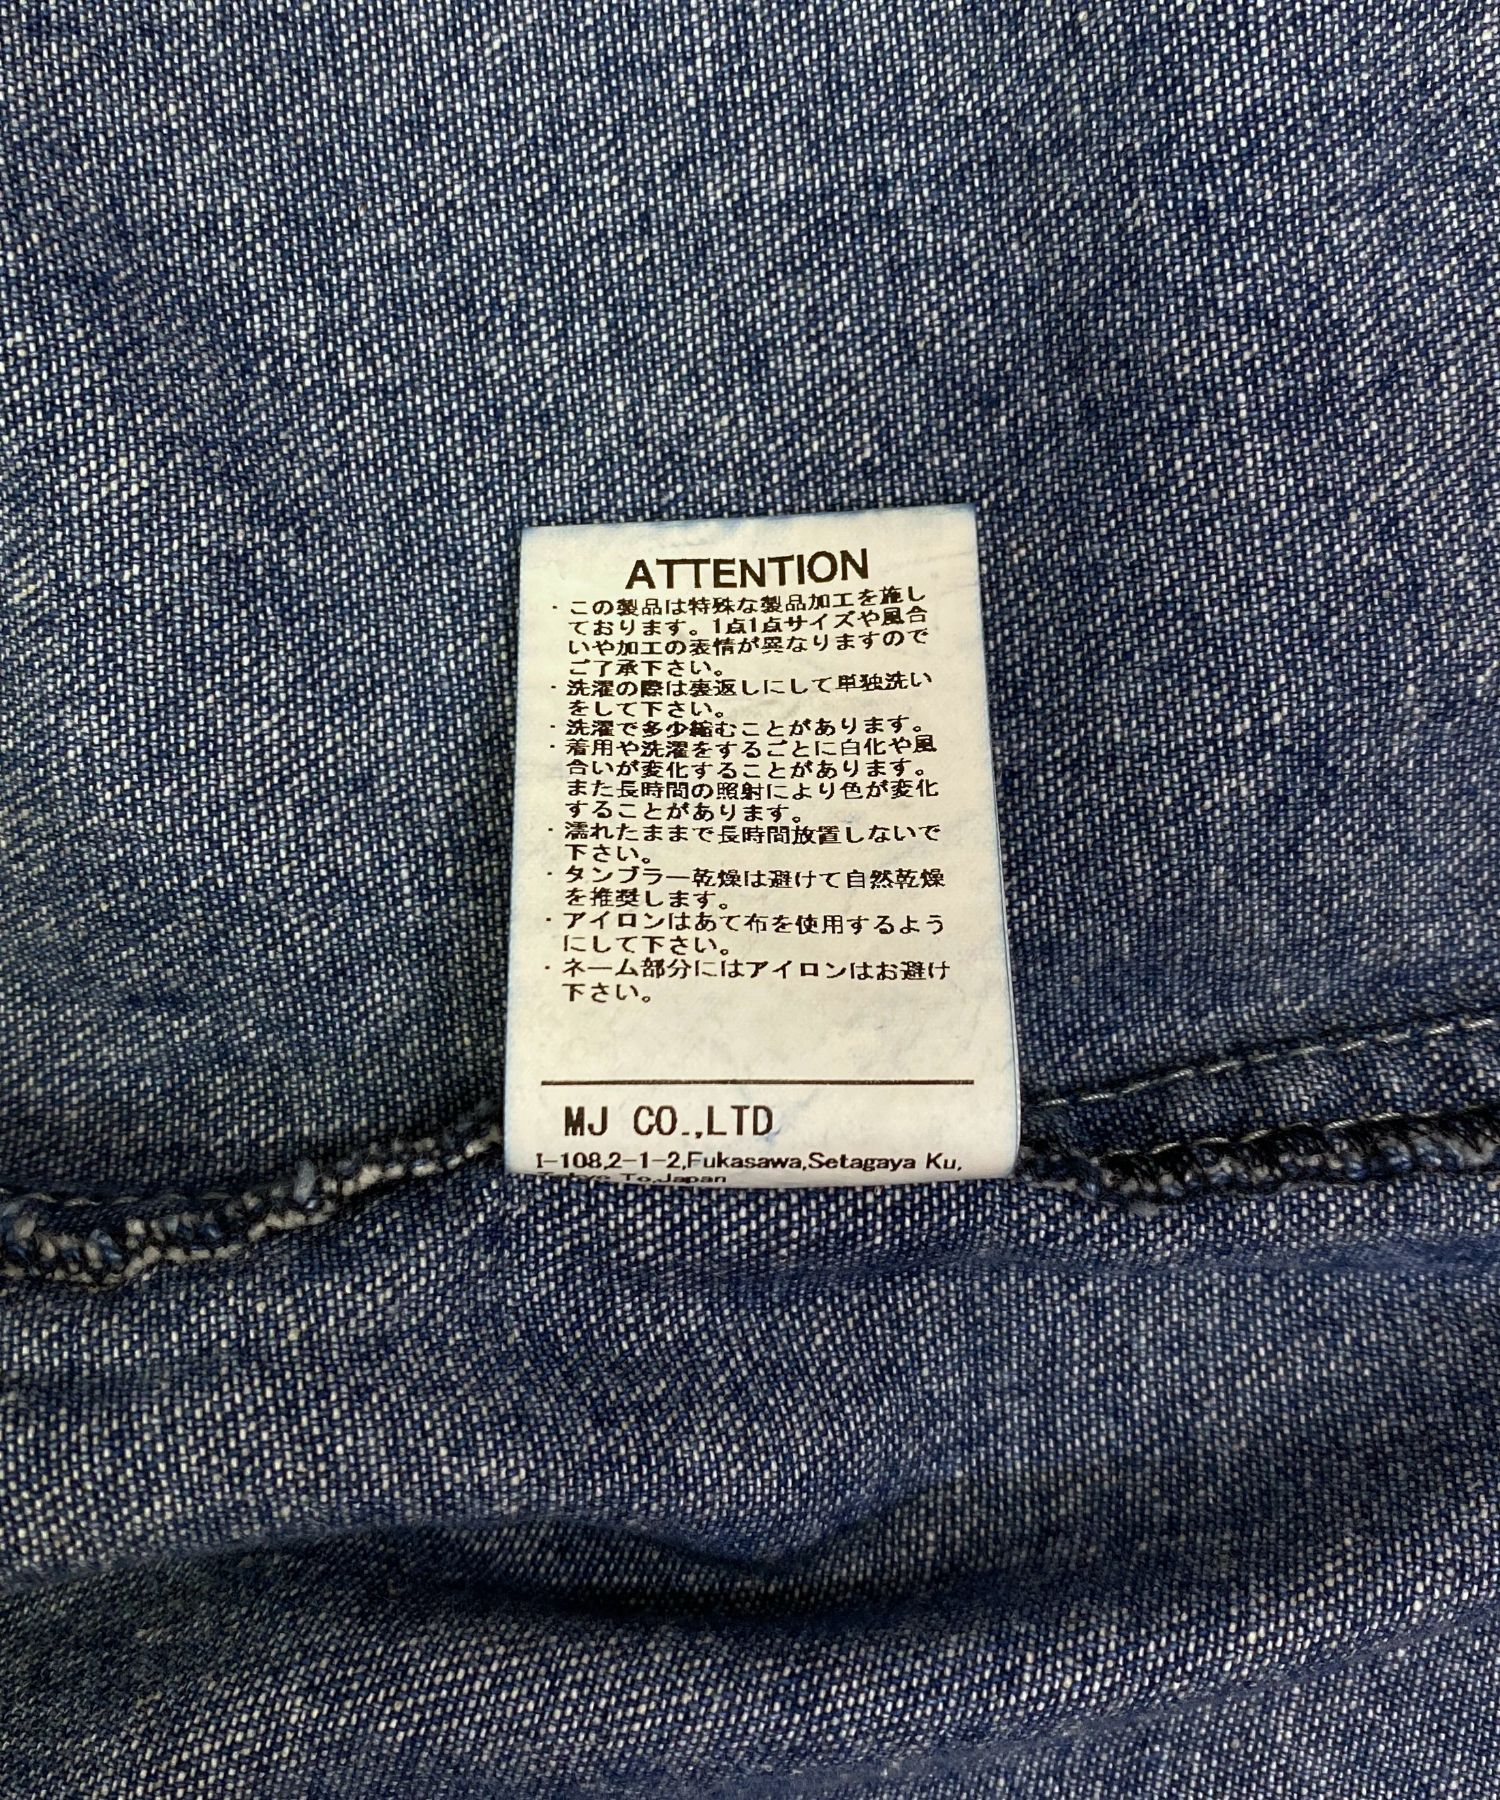 ATTENTION
・この製品は特殊な製品加工を施し
ております。1点1点サイズや風合
いや加工の表情が異なりますので
ご了承下さい。
・洗濯の際は裏返しにして単独洗い
をして下さい。
・洗濯で多少縮むことがあります。
・着用や洗濯をするごとに白化や風
合いが変化することがあります。
また長時間の照射により色が変化
することがあります。
・濡れたままで長時間放置しないで
下さい。
・タンブラー乾燥は避けて自然乾燥
を推奨します。
・アイロンはあて布を使用するよう
にして下さい。
・ネーム部分にはアイロンはお避け
下さい。
MJ CO.,LTD
I-108,2-1-2,Fukasawa,Setagaya Ku,
Tokyo To,Japan